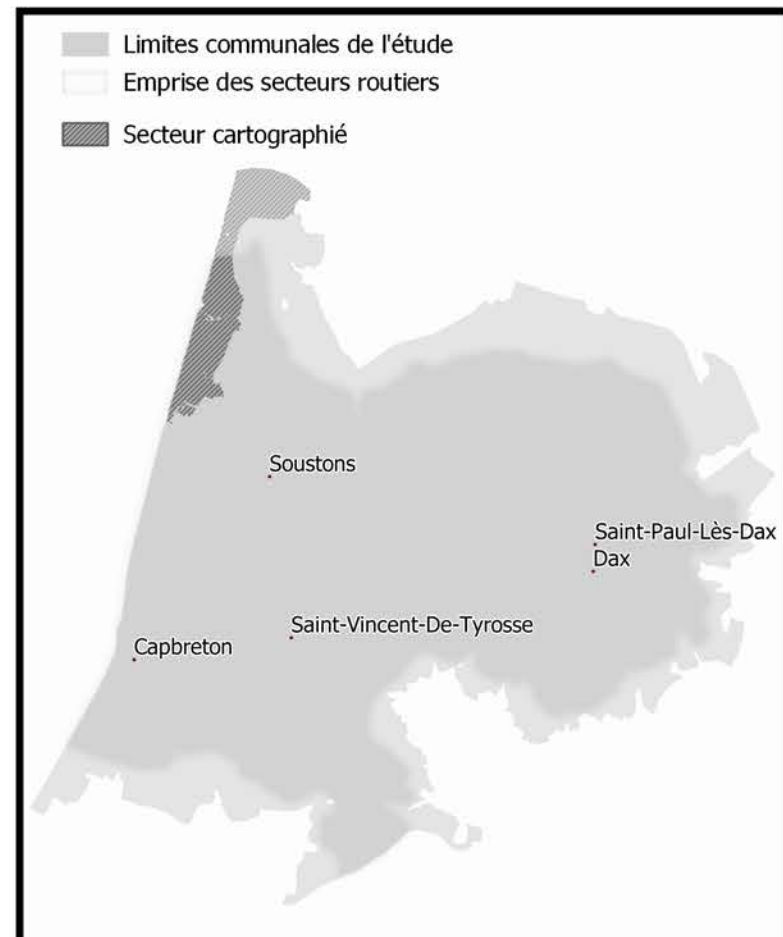 Limites communales de l'étude
Emprise des secteurs routiers
Secteur cartographié
Soustons
Saint-Paul-Lès-Dax
Dax
Saint-Vincent-De-Tyrosse
Capbreton